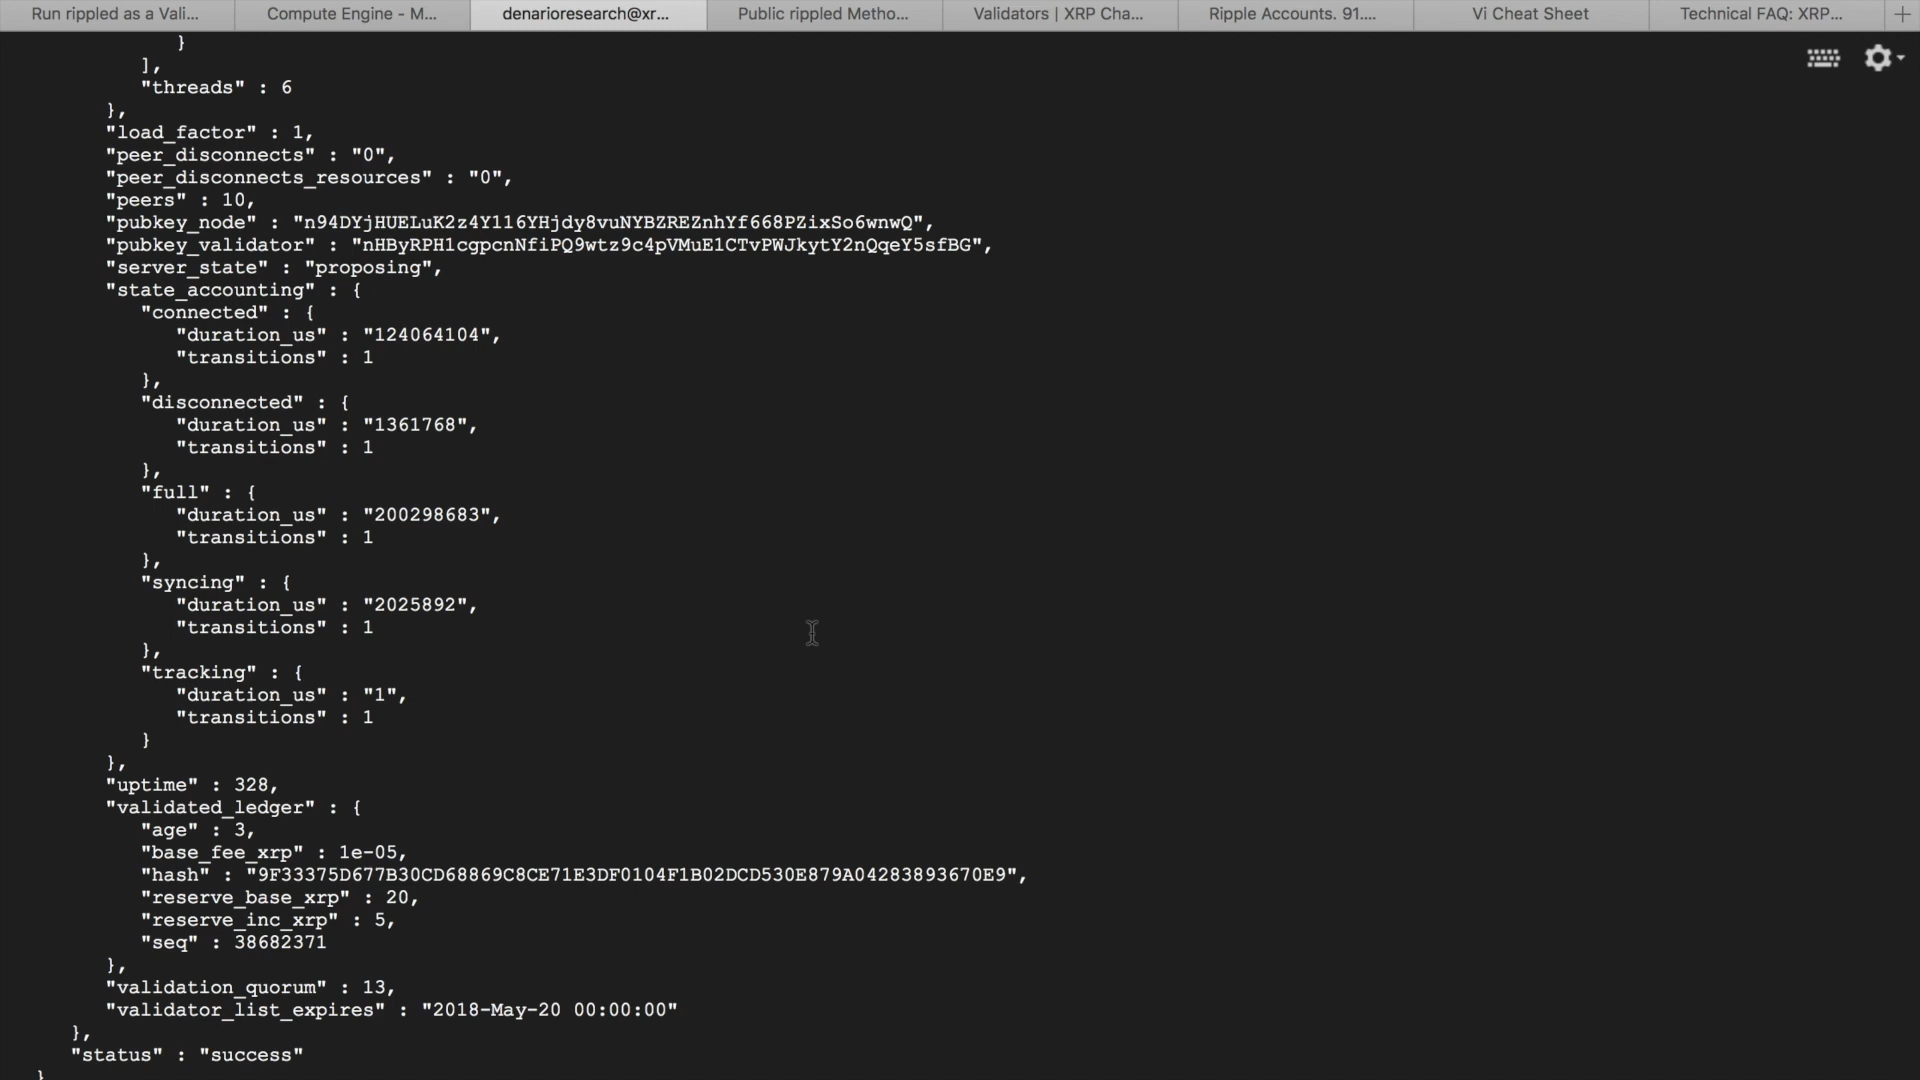 Run rippled as a Vali... Compute Engine - M... denarioresearch@xr... Public rippled Metho... Validators | XRP Cha... Ripple Accounts. 91.... Vi Cheat Sheet Technical FAQ: XRP...
}
],
"threads" : 6
},
"load_factor" : 1,
"peer_disconnects" : "0",
"peer_disconnects_resources" : "0",
"peers" : 10,
"pubkey_node" : "n94DYjHUELuK2z4Y116YHjdy8vuNYBZREZnhYf668PZixSo6wnwQ",
"pubkey_validator" : "nHByRPH1cgpcnNfiPQ9wtz9c4pVMuE1CTvPWJkytY2nQqeY5sfBG",
"server_state" : "proposing",
"state_accounting" : {
"connected" : {
"duration_us" : "124064104",
"transitions" : 1
},
"disconnected" : {
"duration_us" : "1361768",
"transitions" : 1
},
"full" : {
"duration_us" : "200298683",
"transitions" : 1
},
"syncing" : {
"duration_us" : "2025892",
"transitions" : 1
},
"tracking" : {
"duration_us" : "1",
"transitions" : 1
}
},
"uptime" : 328,
"validated_ledger" : {
"age" : 3,
"base_fee_xrp" : 1e-05,
"hash" : "9F33375D677B30CD68869C8CE71E3DF0104F1B02DCD530E879A04283893670E9",
"reserve_base_xrp" : 20,
"reserve_inc_xrp" : 5,
"seq" : 38682371
},
"validation_quorum" : 13,
"validator_list_expires" : "2018-May-20 00:00:00"
},
"status" : "success"
}